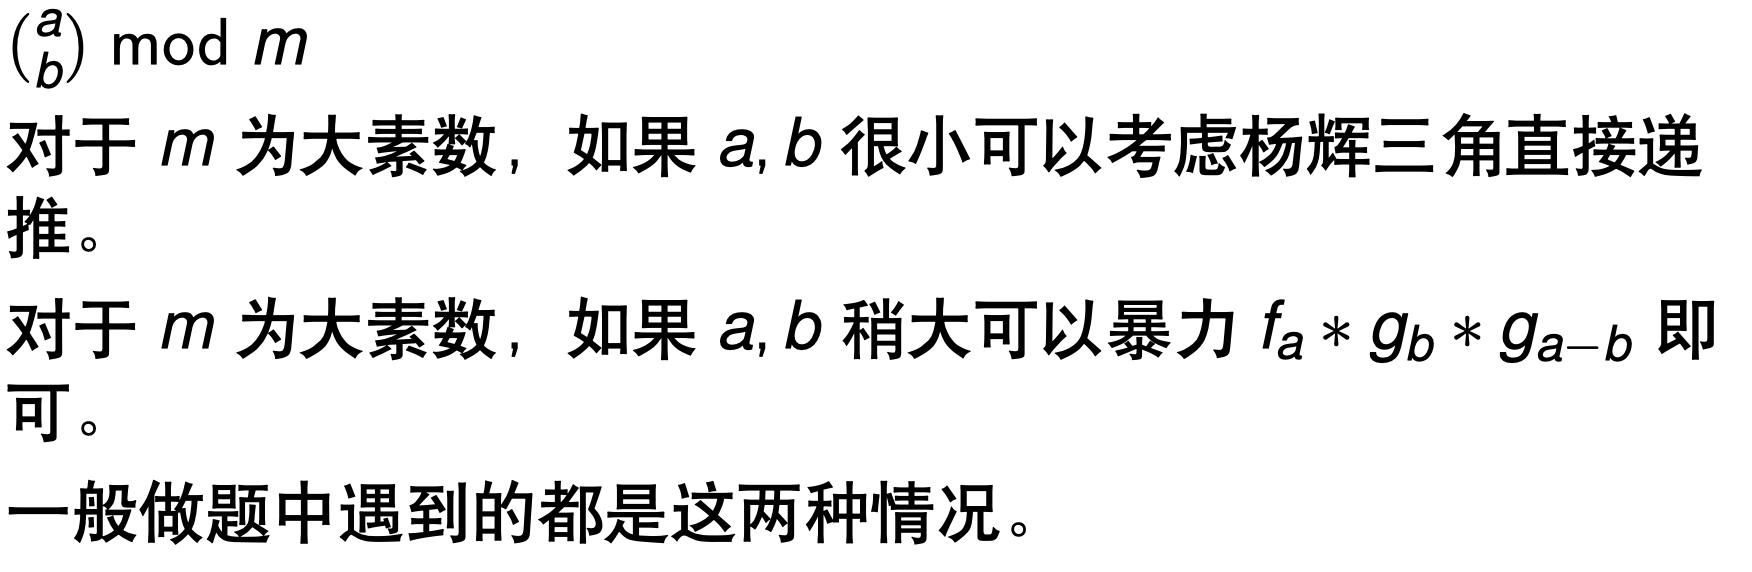 (a b) mod m
对于 m 为大素数，如果 a, b 很小可以考虑杨辉三角直接递
推。
对于 m 为大素数，如果 a, b 稍大可以暴力 f_a * g_b * g_{a−b} 即
可。
一般做题中遇到的都是这两种情况。